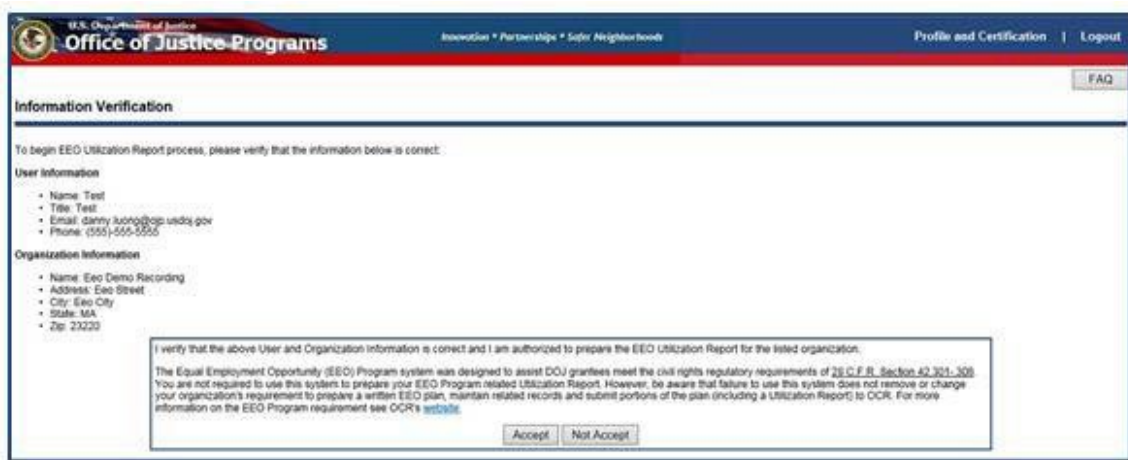 U.S. Department of Justice
Office of Justice Programs
Innovation * Partnerships * Safer Neighborhoods
Profile and Certification | Logout
FAQ
Information Verification
To begin EEO Utilization Report process, please verify that the information below is correct:
User Information
• Name: Test
• Title: Test
• Email: danny.luong@ojp.usdoj.gov
• Phone: (555)-555-5555
Organization Information
• Name: Eeo Demo Recording
• Address: Eeo Street
• City: Eeo City
• State: MA
• Zip: 23220
I verify that the above User and Organization Information is correct and I am authorized to prepare the EEO Utilization Report for the listed organization.
The Equal Employment Opportunity (EEO) Program system was designed to assist DOJ grantees meet the civil rights regulatory requirements of 28 C.F.R. Section 42.301-.308
You are not required to use this system to prepare your EEO Program related Utilization Report. However, be aware that failure to use this system does not remove or change
your organization's requirement to prepare a written EEO plan, maintain related records and submit portions of the plan (including a Utilization Report) to OCR. For more
information on the EEO Program requirement see OCR's website.
Accept Not Accept